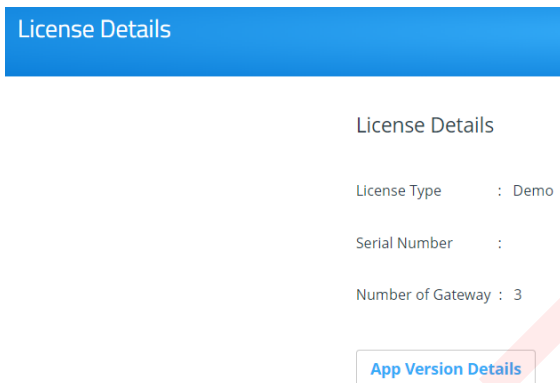 License Details
License Details
License Type : Demo
Serial Number :
Number of Gateway : 3
App Version Details